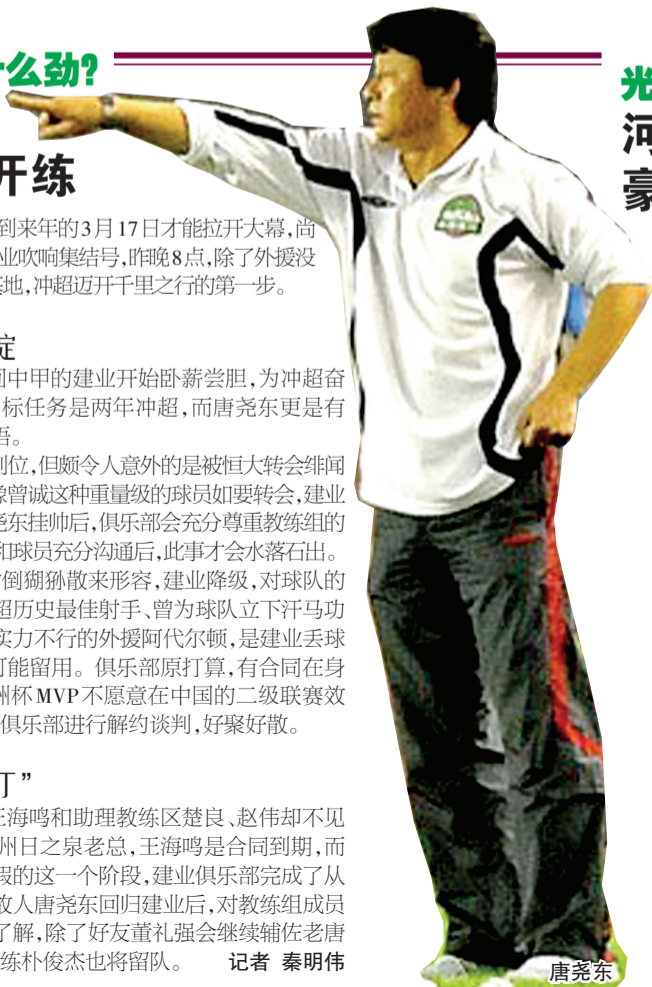 么劲?
开练
到来年的3月17日才能拉开大幕,尚
业吹响集结号,昨晚8点,除了外援没
基地,冲超迈开千里之行的第一步。
定
回中甲的建业开始卧薪尝胆,为冲超奋
标任务是两年冲超,而唐尧东更是有
语。
到位,但颇令人意外的是被恒大转会绯闻
像曾诚这种重量级的球员如要转会,建业
尧东挂帅后,俱乐部会充分尊重教练组的
和球员充分沟通后,此事才会水落石出。
倒猢狲散来形容,建业降级,对球队的
超历史最佳射手、曾为球队立下汗马功
实力不行的外援阿代尔顿,是建业丢球
可能留用。俱乐部原打算,有合同在身
洲杯MVP不愿意在中国的二级联赛效
俱乐部进行解约谈判,好聚好散。
丁”
王海鸣和助理教练区楚良、赵伟却不见
州日之泉老总,王海鸣是合同到期,而
假的这一个阶段,建业俱乐部完成了从
故人唐尧东回归建业后,对教练组成员
了解,除了好友董礼强会继续辅佐老唐
练朴俊杰也将留队。 记者 秦明伟
光
河
豪
唐尧东